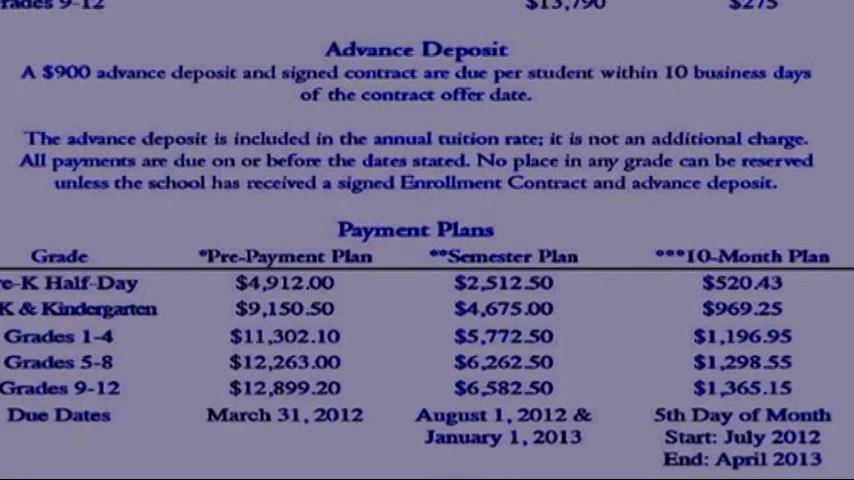 Grades 9-12 $13,790 $275
Advance Deposit
A $900 advance deposit and signed contract are due per student within 10 business days
of the contract offer date.
The advance deposit is included in the annual tuition rate; it is not an additional charge.
All payments are due on or before the dates stated. No place in any grade can be reserved
unless the school has received a signed Enrollment Contract and advance deposit.
Payment Plans
Grade *Pre-Payment Plan **Semester Plan ***10-Month Plan
e-K Half-Day $4,912.00 $2,512.50 $520.43
K & Kindergarten $9,150.50 $4,675.00 $969.25
Grades 1-4 $11,302.10 $5,772.50 $1,196.95
Grades 5-8 $12,263.00 $6,262.50 $1,298.55
Grades 9-12 $12,899.20 $6,582.50 $1,365.15
Due Dates March 31, 2012 August 1, 2012 & 5th Day of Month
January 1, 2013 Start: July 2012
End: April 2013